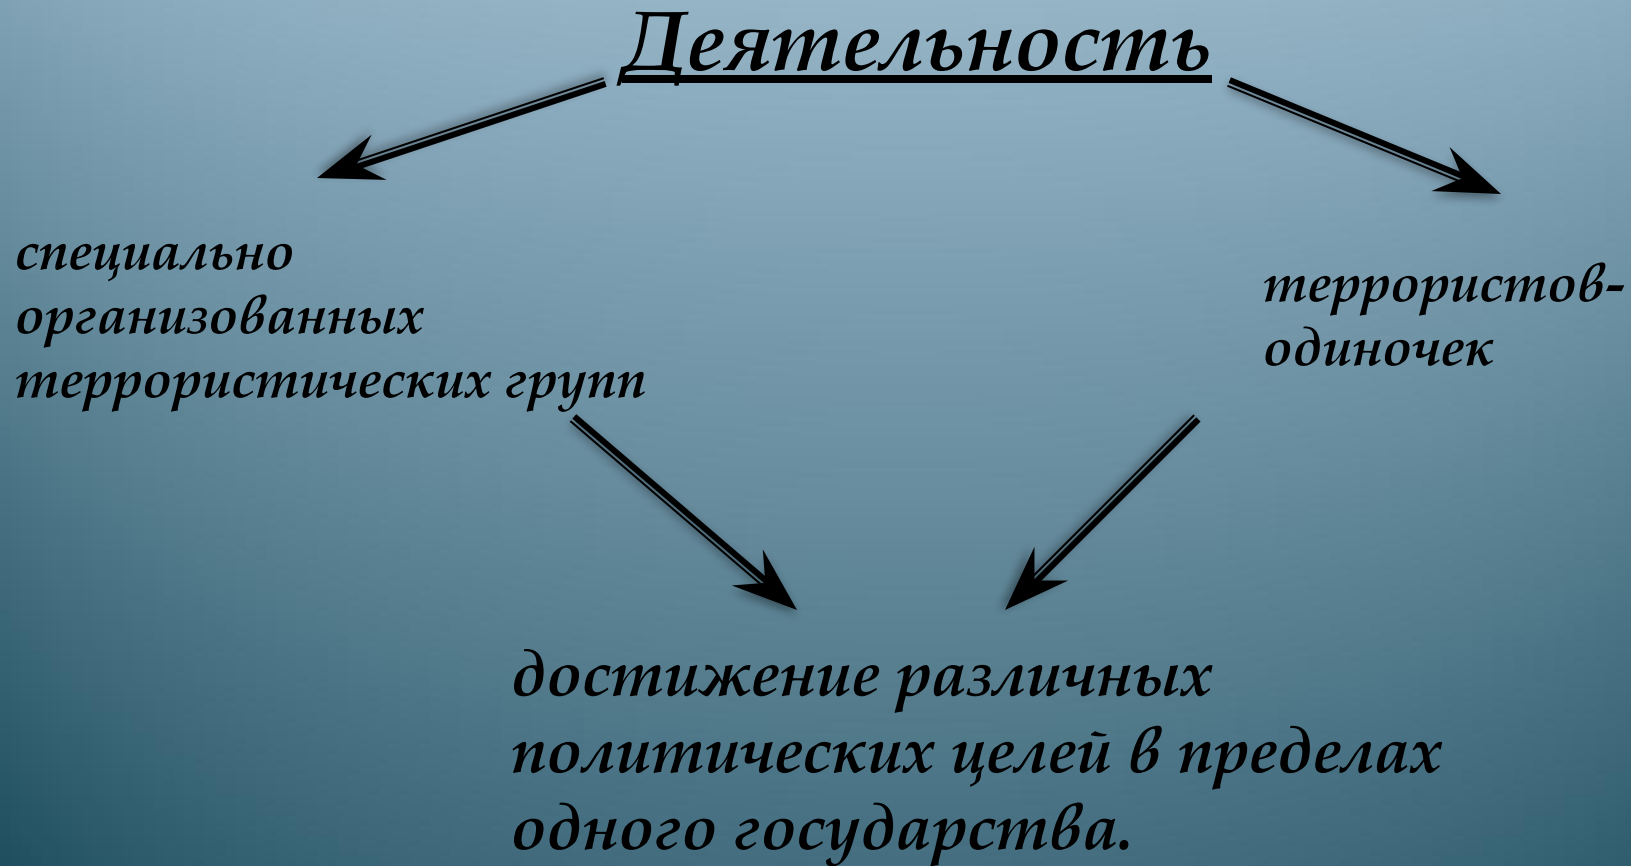 Деятельность
специально
организованных
террористических групп
террористов-
одиночек
достижение различных
политических целей в пределах
одного государства.